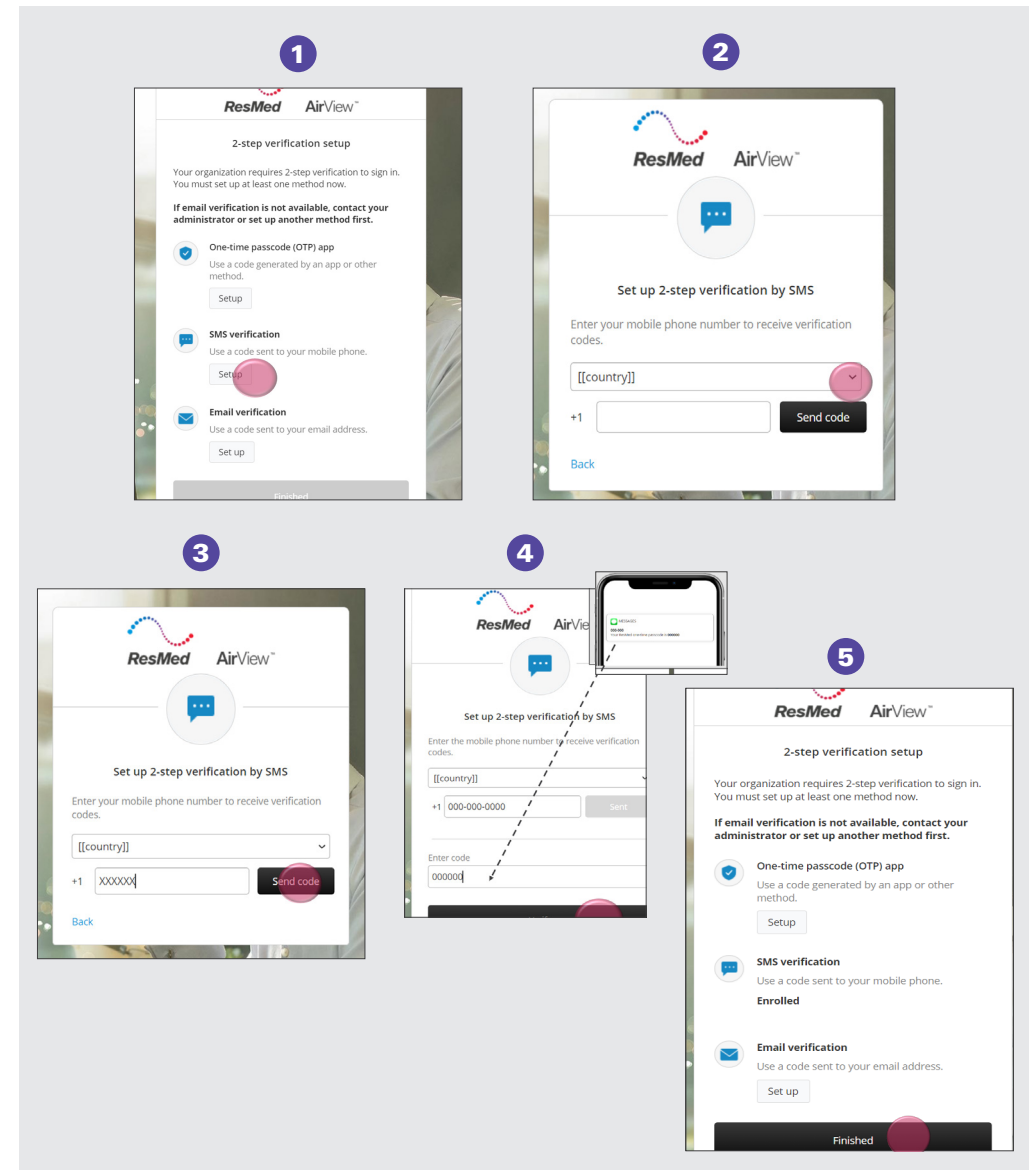 1
ResMed AirView™
2-step verification setup
Your organization requires 2-step verification to sign in.
You must set up at least one method now.
If email verification is not available, contact your
administrator or set up another method first.
One-time passcode (OTP) app
Use a code generated by an app or other
method.
Setup
SMS verification
Use a code sent to your mobile phone.
Setup
Email verification
Use a code sent to your email address.
Set up
Finished
2
ResMed AirView™
Set up 2-step verification by SMS
Enter your mobile phone number to receive verification
codes.
[[country]]
+1 Send code
Back
3
ResMed AirView™
Set up 2-step verification by SMS
Enter your mobile phone number to receive verification
codes.
[[country]]
+1 XXXXXX Send code
Back
4
ResMed AirVie
MESSAGES
000-000
Set up 2-step verification by SMS
Enter the mobile phone number to receive verification
codes.
[[country]]
+1 000-000-0000 Sent
Enter code
000000
5
ResMed AirView™
2-step verification setup
Your organization requires 2-step verification to sign in.
You must set up at least one method now.
If email verification is not available, contact your
administrator or set up another method first.
One-time passcode (OTP) app
Use a code generated by an app or other
method.
Setup
SMS verification
Use a code sent to your mobile phone.
Enrolled
Email verification
Use a code sent to your email address.
Set up
Finished